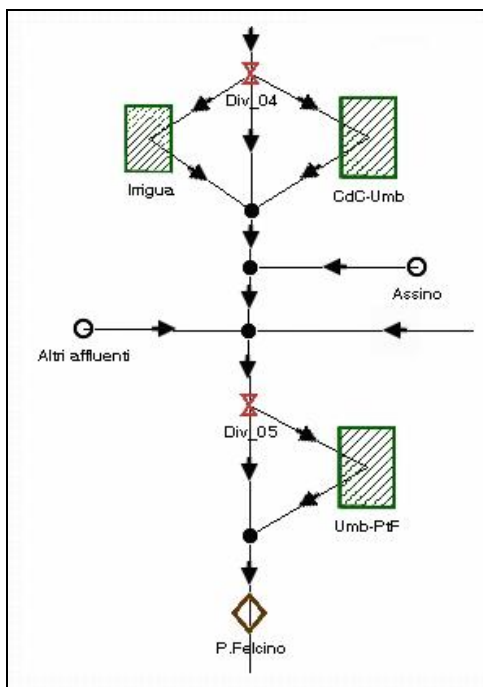 Div_04
Irrigua
CdC-Umb
Assino
Altri affluenti
Div_05
Umb-PtF
P.Felcino